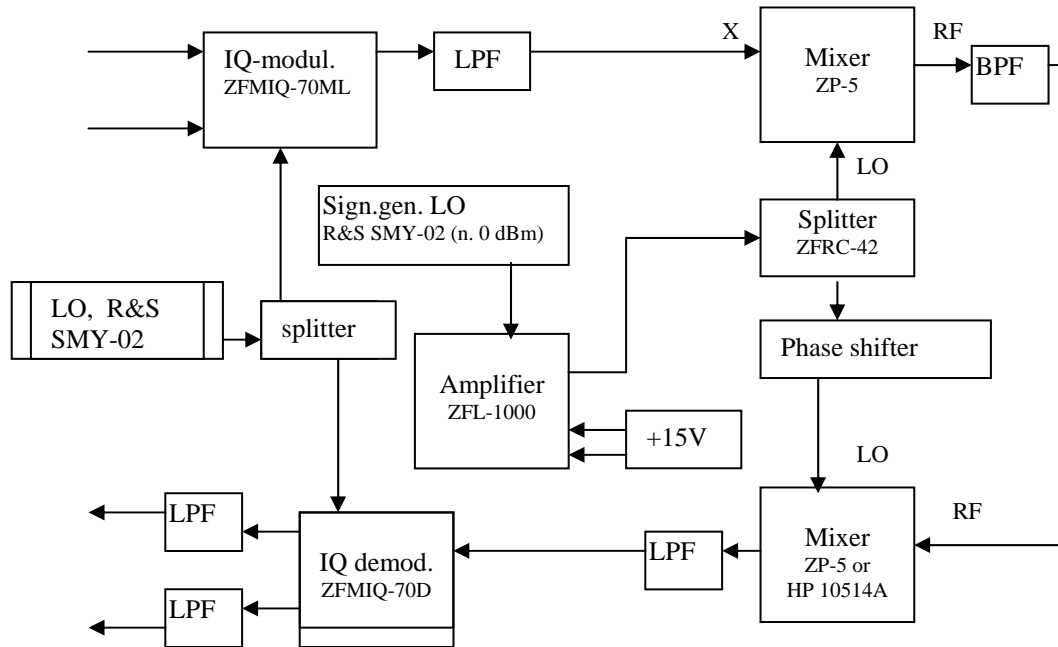 IQ-modul.
ZFMIQ-70ML
LPF
X
Mixer
ZP-5
RF
BPF
LO
Sign.gen. LO
R&S SMY-02 (n. 0 dBm)
Splitter
ZFRC-42
LO, R&S
SMY-02
splitter
Phase shifter
Amplifier
ZFL-1000
+15V
LO
LPF
IQ demod.
ZFMIQ-70D
LPF
LPF
Mixer
ZP-5 or
HP 10514A
RF